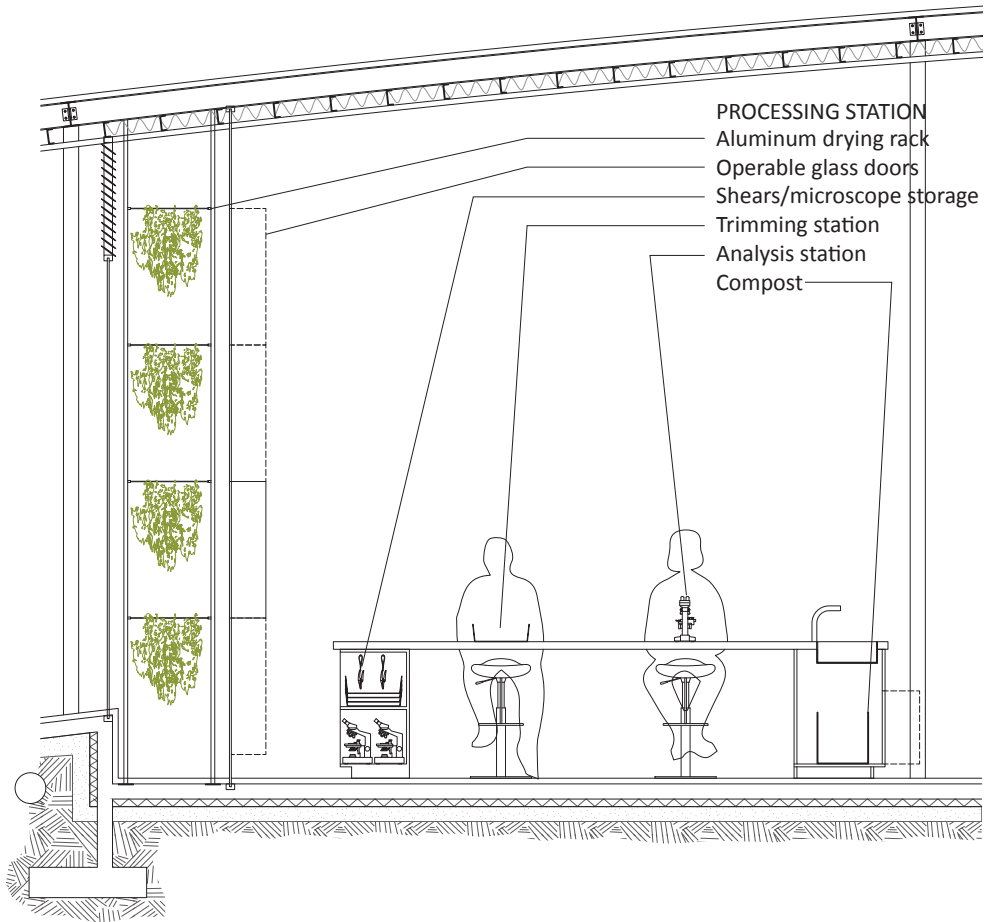 PROCESSING STATION
Aluminum drying rack
Operable glass doors
Shears/microscope storage
Trimming station
Analysis station
Compost